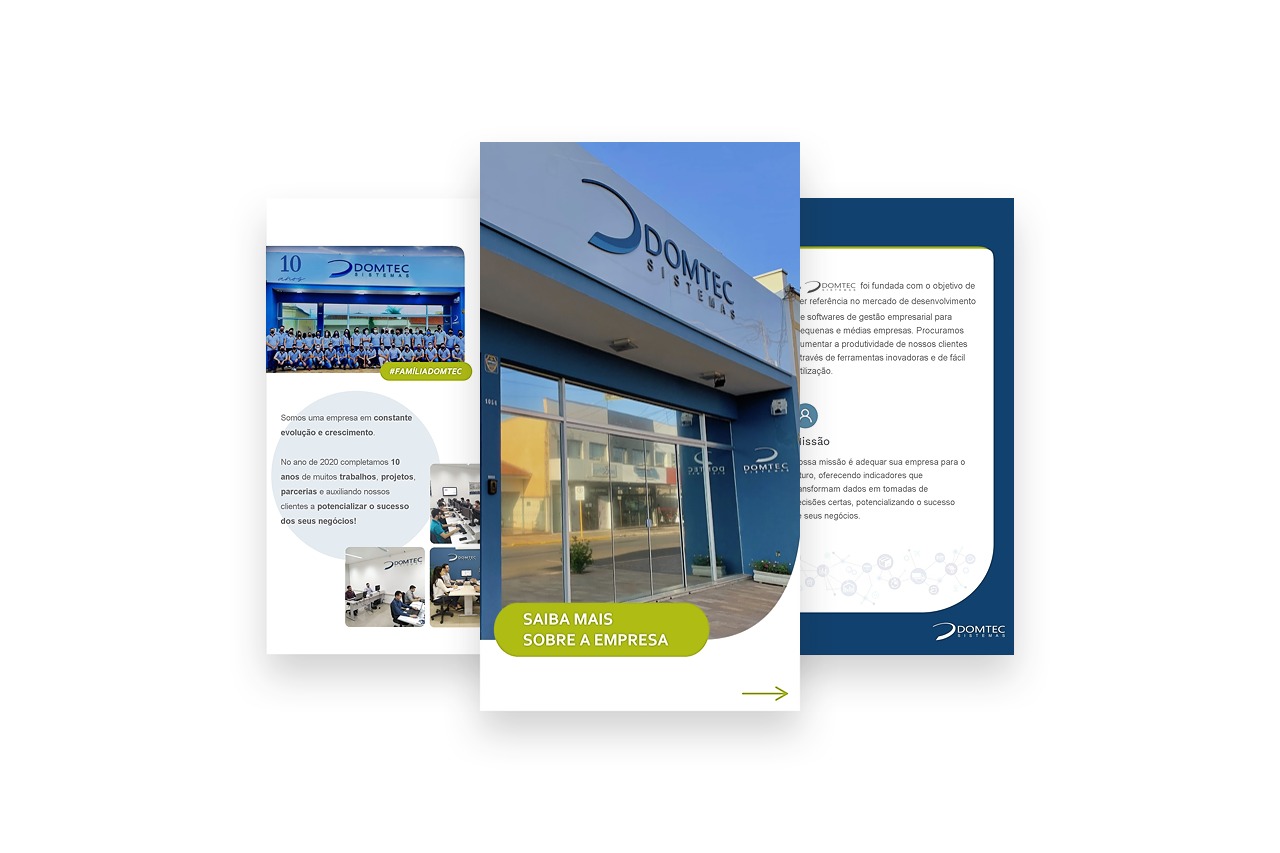 10
anos
DOMTEC
SISTEMAS
#FAMÍLIADOMTEC
Somos uma empresa em constante
evolução e crescimento.
No ano de 2020 completamos 10
anos de muitos trabalhos, projetos,
parcerias e auxiliando nossos
clientes a potencializar o sucesso
dos seus negócios!
DOMTEC
DOMTEC
DOMTEC
SISTEMAS
1054
DOMTEC
SAIBA MAIS
SOBRE A EMPRESA
DOMTEC SISTEMAS foi fundada com o objetivo de
er referência no mercado de desenvolvimento
e softwares de gestão empresarial para
equenas e médias empresas. Procuramos
umentar a produtividade de nossos clientes
través de ferramentas inovadoras e de fácil
tilização.
issão
ossa missão é adequar sua empresa para o
turo, oferecendo indicadores que
ansformam dados em tomadas de
ecisões certas, potencializando o sucesso
e seus negócios.
DOMTEC
SISTEMAS